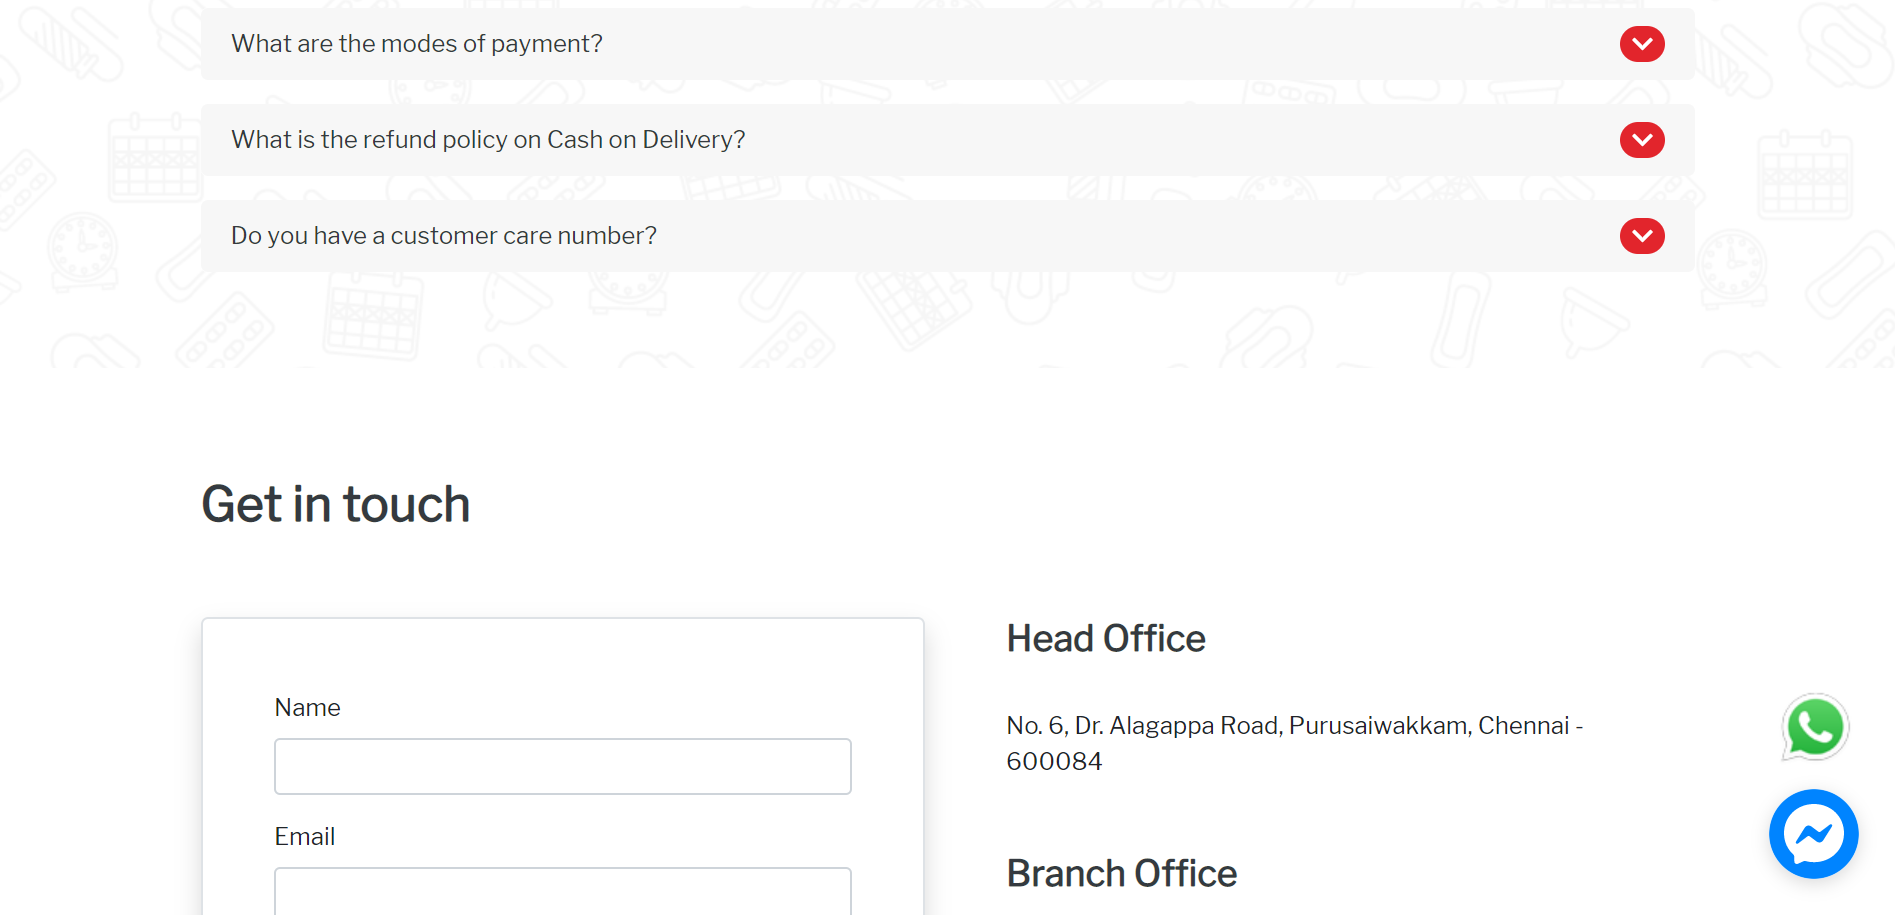 What are the modes of payment?
What is the refund policy on Cash on Delivery?
Do you have a customer care number?
Get in touch
Name
Email
Head Office
No. 6, Dr. Alagappa Road, Purusaiwakkam, Chennai -
600084
Branch Office